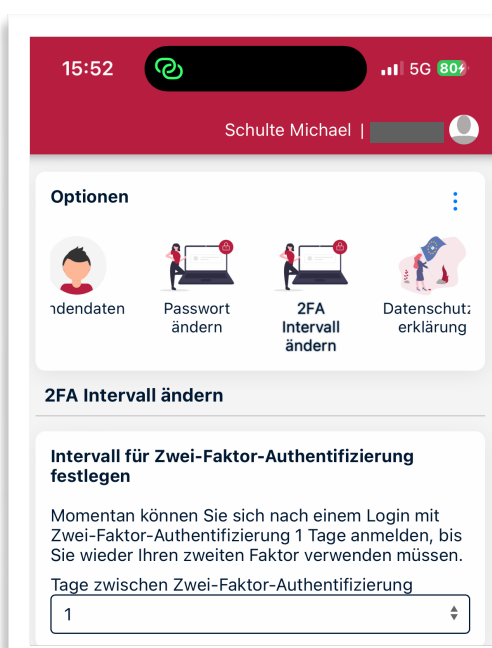 15:52
5G 80
Schulte Michael |
Optionen
ndendaten
Passwort
ändern
2FA
Intervall
ändern
Datenschutz
erklärung
2FA Intervall ändern
Intervall für Zwei-Faktor-Authentifizierung
festlegen
Momentan können Sie sich nach einem Login mit
Zwei-Faktor-Authentifizierung 1 Tage anmelden, bis
Sie wieder Ihren zweiten Faktor verwenden müssen.
Tage zwischen Zwei-Faktor-Authentifizierung
1